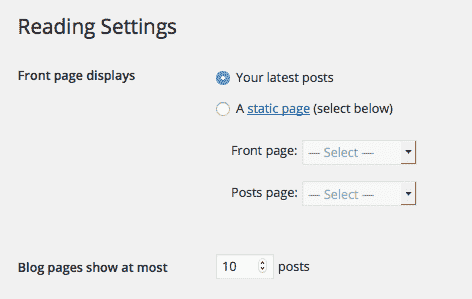 Reading Settings
Front page displays
Your latest posts
A static page (select below)
Front page: — Select —
Posts page: — Select —
Blog pages show at most 10 posts